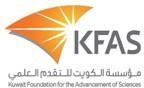 KFAS
مؤسسة الكويت للتقدم العلمي
Kuwait Foundation for the Advancement of Sciences